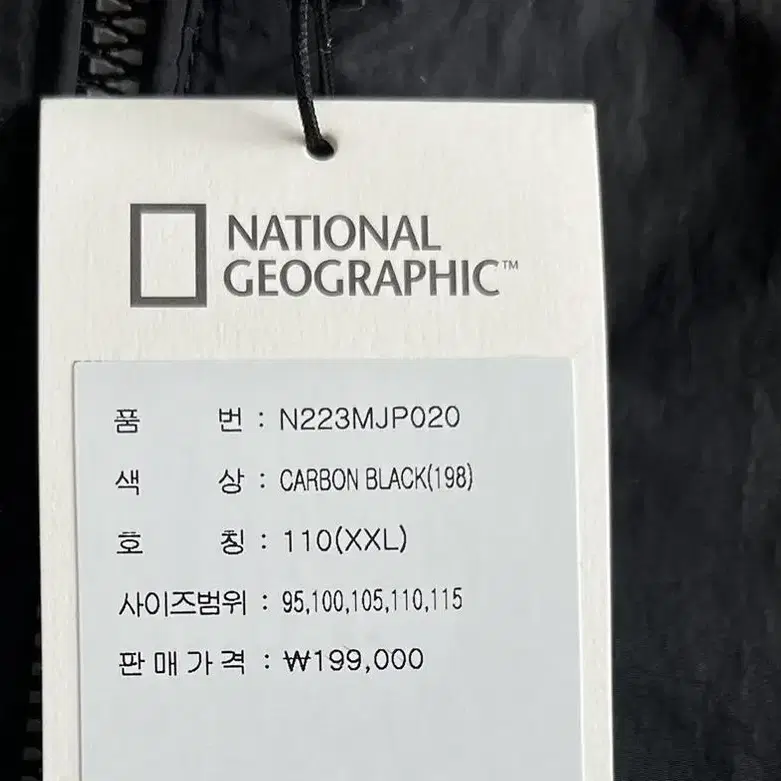 NATIONAL
GEOGRAPHIC™
품 번 : N223MJP020
색 상 : CARBON BLACK(198)
호 칭 : 110(XXL)
사이즈범위 : 95,100,105,110,115
판매가격 : ₩199,000